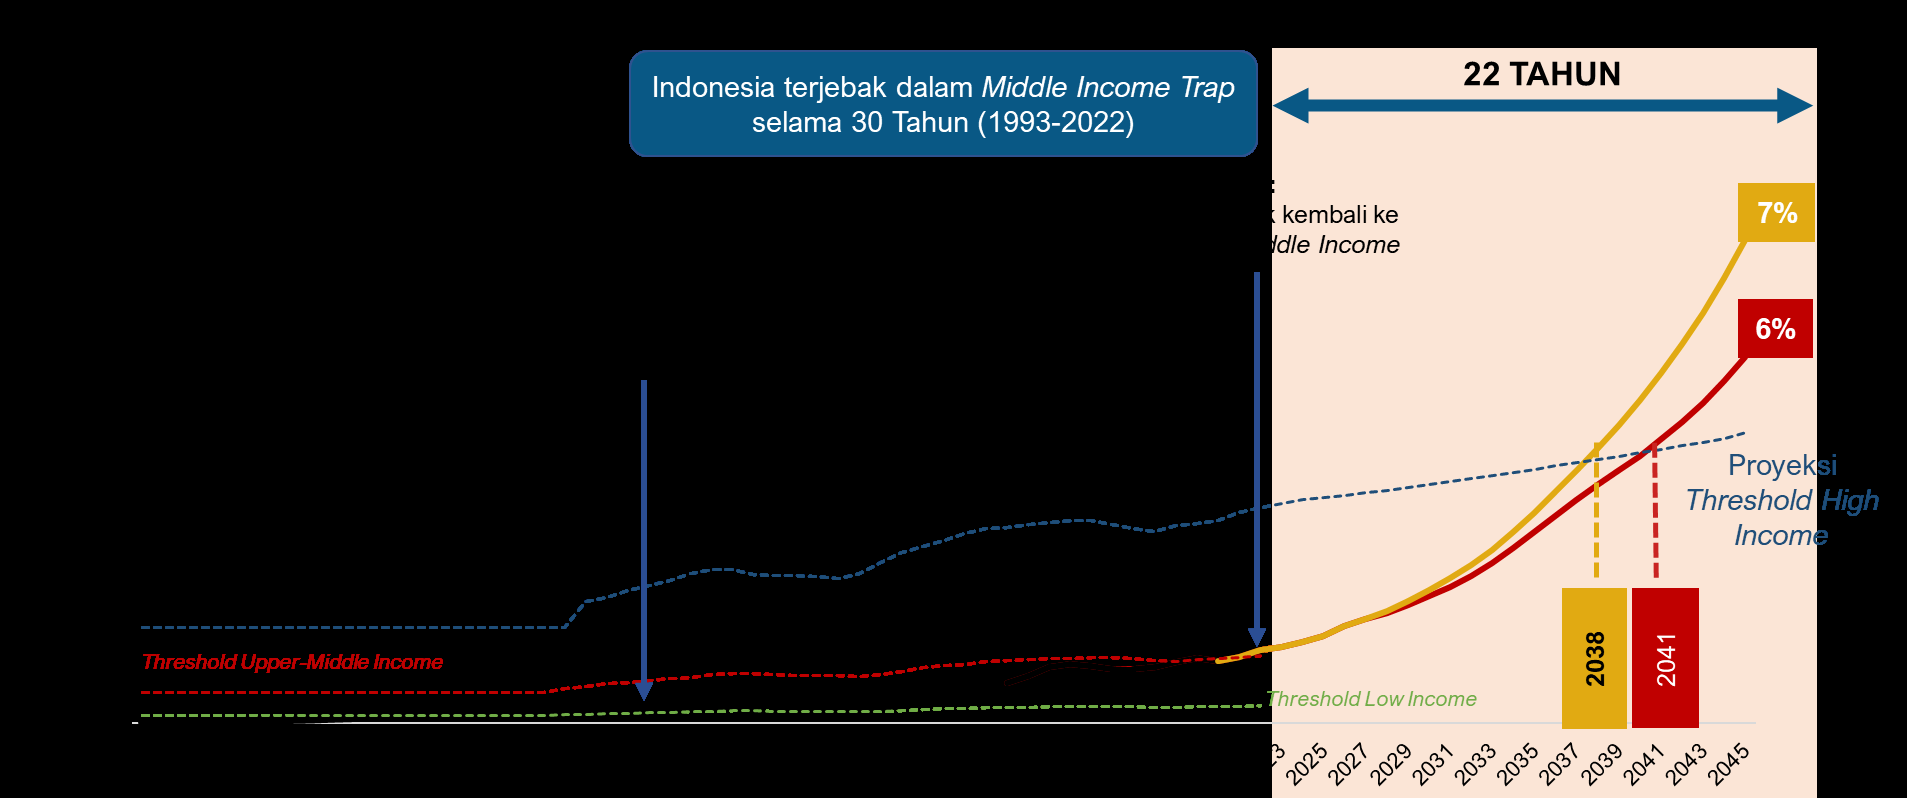 22 TAHUN
Indonesia terjebak dalam Middle Income Trap
selama 30 Tahun (1993-2022)
:
kembali ke
Income
7%
6%
Proyeksi
Threshold High
Income
Threshold Upper-Middle Income
2038
2041
Threshold Low Income
2025
2027
2029
2031
2033
2035
2037
2039
2041
2043
2045